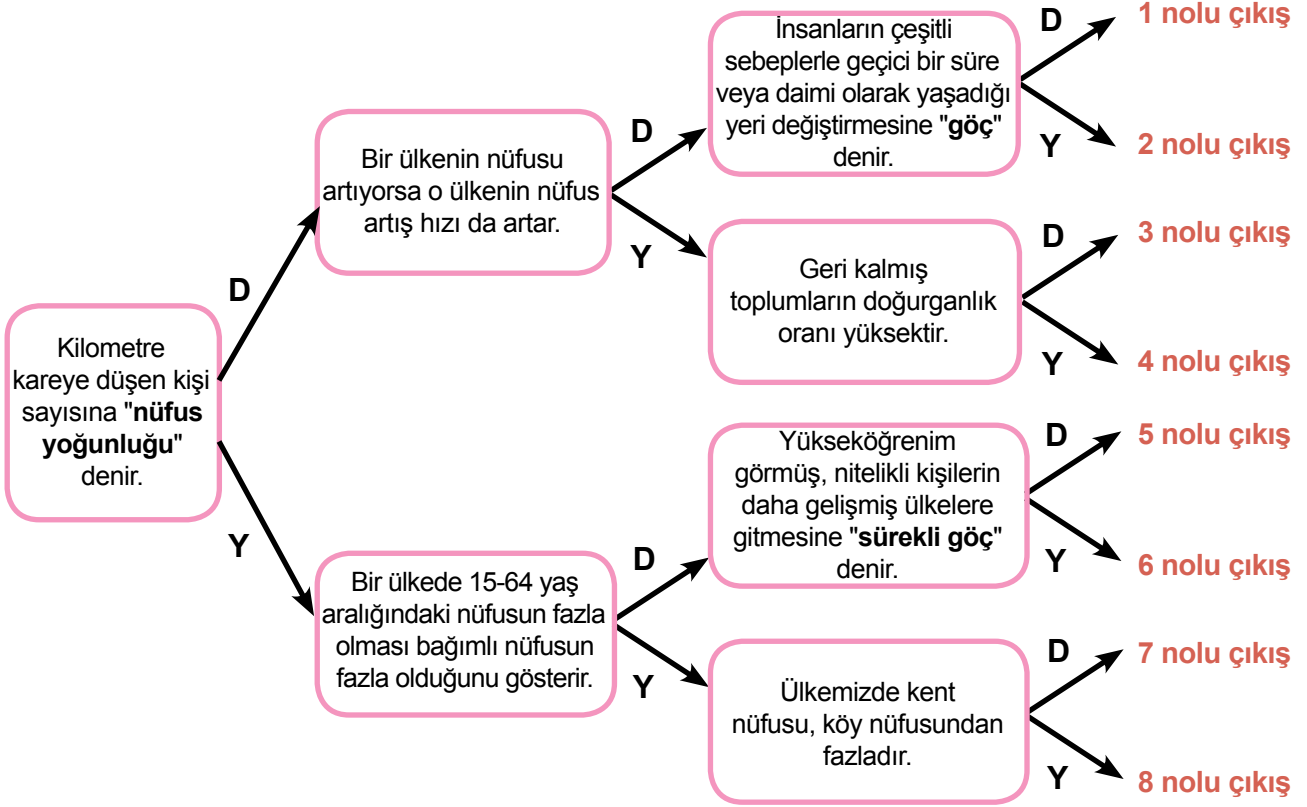 Kilometre
kareye düşen kişi
sayısına "nüfus
yoğunluğu"
denir.
D
Y
Bir ülkenin nüfusu
artıyorsa o ülkenin nüfus
artış hızı da artar.
D
Y
Bir ülkede 15-64 yaş
aralığındaki nüfusun fazla
olması bağımlı nüfusun
fazla olduğunu gösterir.
D
Y
İnsanların çeşitli
sebeplerle geçici bir süre
veya daimi olarak yaşadığı
yeri değiştirmesine "göç"
denir.
D
Y
Geri kalmış
toplumların doğurganlık
oranı yüksektir.
D
Y
Yükseköğrenim
görmüş, nitelikli kişilerin
daha gelişmiş ülkelere
gitmesine "sürekli göç"
denir.
D
Y
Ülkemizde kent
nüfusu, köy nüfusundan
fazladır.
D
Y
1 nolu çıkış
2 nolu çıkış
3 nolu çıkış
4 nolu çıkış
5 nolu çıkış
6 nolu çıkış
7 nolu çıkış
8 nolu çıkış